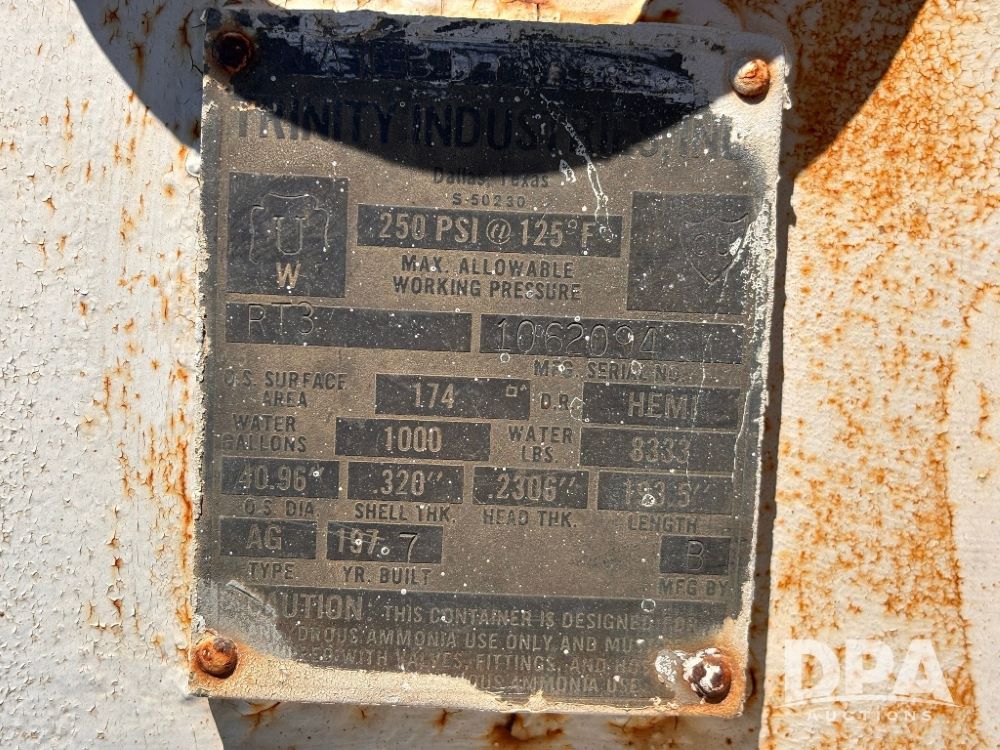 TRINITY INDUSTRIES, INC
Dallas, Texas
S-50230
U
W
250 PSI @ 125°F
MAX. ALLOWABLE
WORKING PRESSURE
RT3
1062094
MFG. SERIAL NO.
O.S. SURFACE
AREA
174
D.R.
HEMI
WATER
GALLONS
1000
WATER
LBS.
8333
40.96"
.320"
.2306"
O.S. DIA.
SHELL THK.
HEAD THK.
LENGTH
AG
197 7
B
TYPE
YR. BUILT
MFG BY
CAUTION: THIS CONTAINER IS DESIGNED FOR
USE ONLY AND
WITH VALVES, FITTINGS, AND
AMMONIA USE
DPA
AUCTIONS